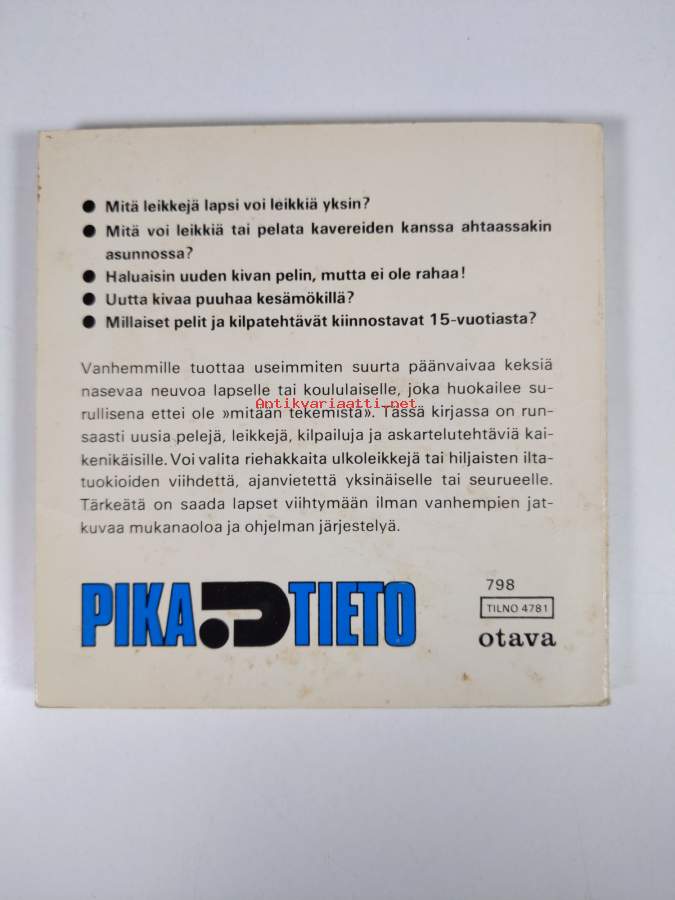 ● Mitä leikkejä lapsi voi leikkiä yksin?
● Mitä voi leikkiä tai pelata kavereiden kanssa ahtaassakin
asunnossa?
● Haluaisin uuden kivan pelin, mutta ei ole rahaa!
● Uutta kivaa puuhaa kesämökillä?
● Millaiset pelit ja kilpatehtävät kiinnostavat 15-vuotiasta?
Vanhemmille tuottaa useimmiten suurta päänvaivaa keksiä
nasevaa neuvoa lapselle tai koululaiselle, joka huokailee su-
rullisena ettei ole »mitään tekemistä». Tässä kirjassa on run-
Antikvariaatti.net
saasti uusia pelejä, leikkejä, kilpailuja ja askartelutehtäviä kai-
kenikäisille. Voi valita riehakkaita ulkoleikkejä tai hiljaisten ilta-
tuokioiden viihdettä, ajanvietettä yksinäiselle tai seurueelle.
Tärkeätä on saada lapset viihtymään ilman vanhempien jat-
kuvaa mukanaoloa ja ohjelman järjestelyä.
PIKA?TIETO
798
TILNO 4781
otava